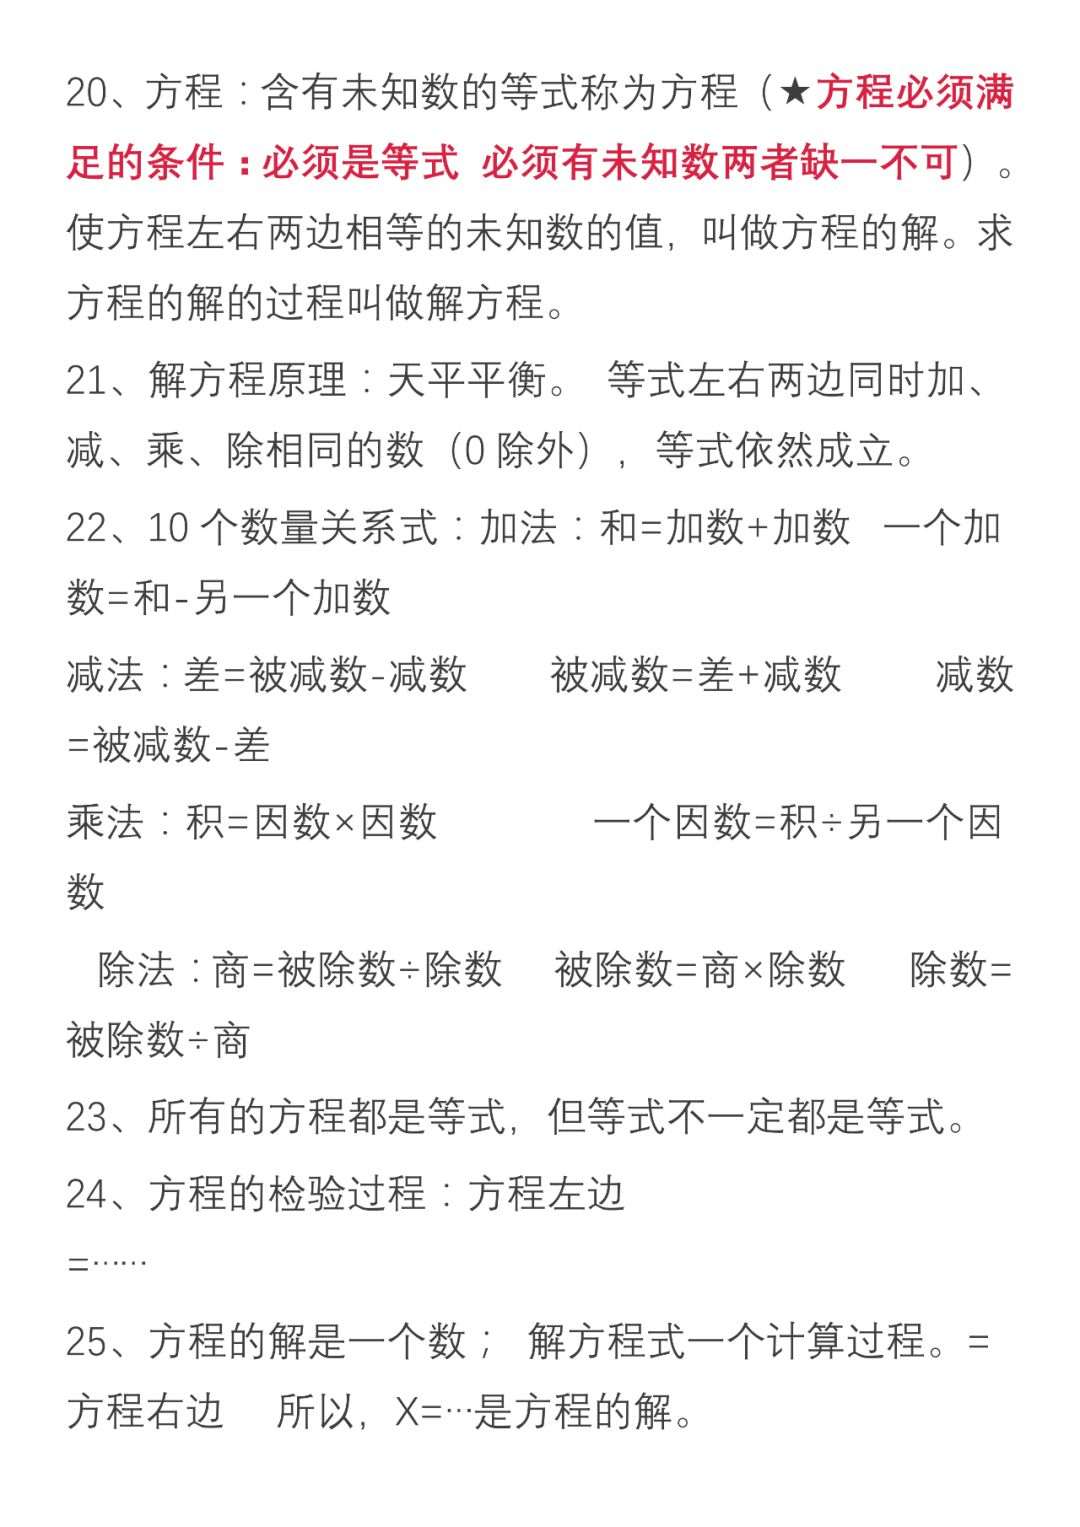 20、方程：含有未知数的等式称为方程（★方程必须满
足的条件：必须是等式 必须有未知数两者缺一不可）。
使方程左右两边相等的未知数的值，叫做方程的解。求
方程的解的过程叫做解方程。
21、解方程原理：天平平衡。 等式左右两边同时加、
减、乘、除相同的数（0 除外），等式依然成立。
22、10 个数量关系式：加法：和=加数+加数 一个加
数=和-另一个加数
减法：差=被减数-减数 被减数=差+减数 减数
=被减数-差
乘法：积=因数×因数 一个因数=积÷另一个因
数
除法：商=被除数÷除数 被除数=商×除数 除数=
被除数÷商
23、所有的方程都是等式，但等式不一定都是等式。
24、方程的检验过程：方程左边
=……
25、方程的解是一个数； 解方程式一个计算过程。=
方程右边 所以，X=…是方程的解。